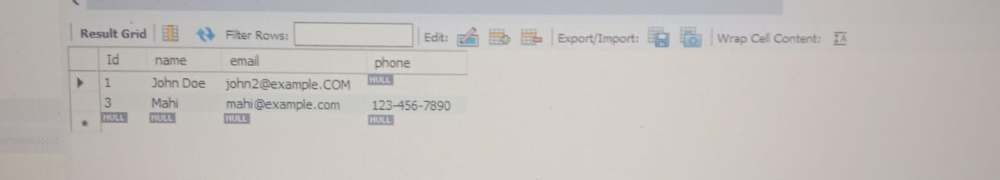 Result Grid Filter Rows: Edit: Export/Import: Wrap Cell Content: IA
Id name email phone
1 John Doe john2@example.COM NULL
3 Mahi mahi@example.com 123-456-7890
NULL NULL NULL NULL